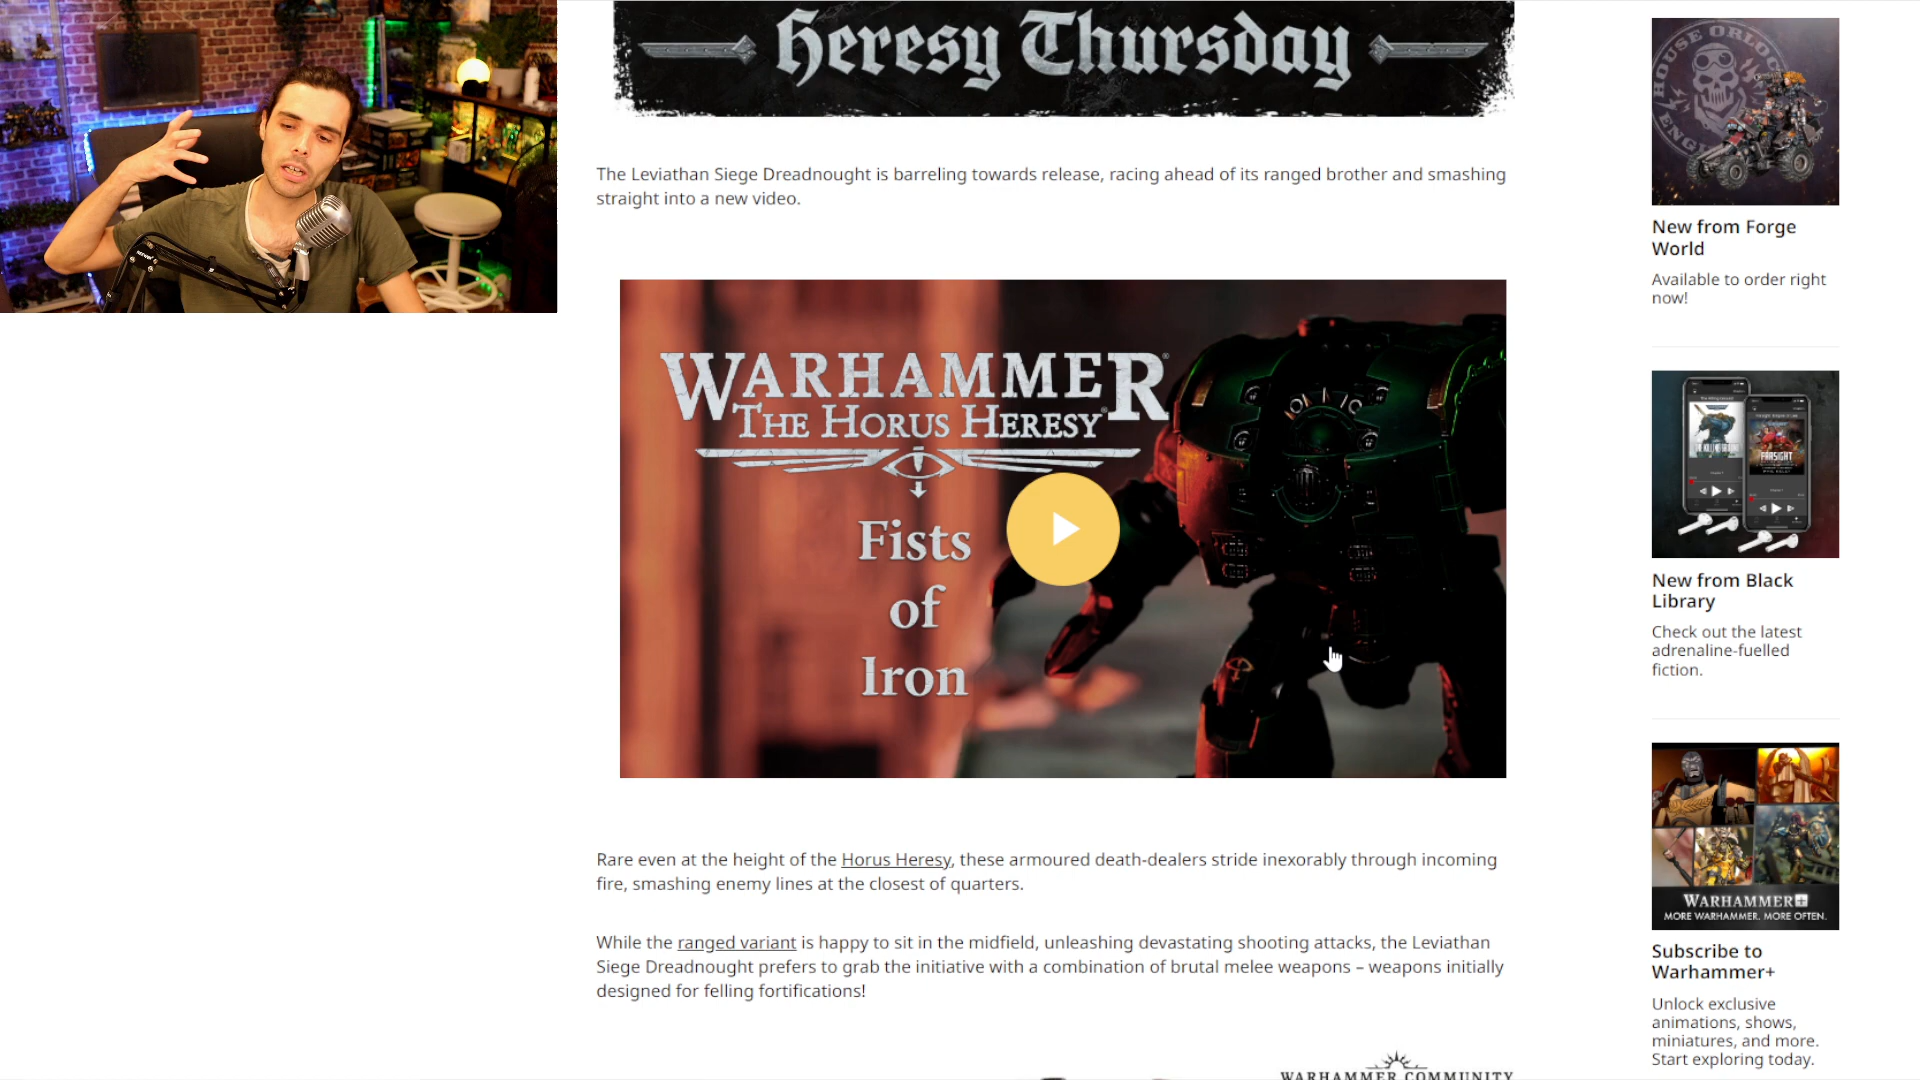 Heresy Thursday
The Leviathan Siege Dreadnought is barreling towards release, racing ahead of its ranged brother and smashing
straight into a new video.
WARHAMMER®
THE HORUS HERESY®
Fists
of
Iron
Rare even at the height of the Horus Heresy, these armoured death-dealers stride inexorably through incoming
fire, smashing enemy lines at the closest of quarters.
While the ranged variant is happy to sit in the midfield, unleashing devastating shooting attacks, the Leviathan
Siege Dreadnought prefers to grab the initiative with a combination of brutal melee weapons – weapons initially
designed for felling fortifications!
WARHAMMER COMMUNITY
HOUSE ORLOCK
New from Forge
World
Available to order right
now!
FARSIGHT
New from Black
Library
Check out the latest
adrenaline-fuelled
fiction.
WARHAMMER+
MORE WARHAMMER. MORE OFTEN.
Subscribe to
Warhammer+
Unlock exclusive
animations, shows,
miniatures, and more.
Start exploring today.